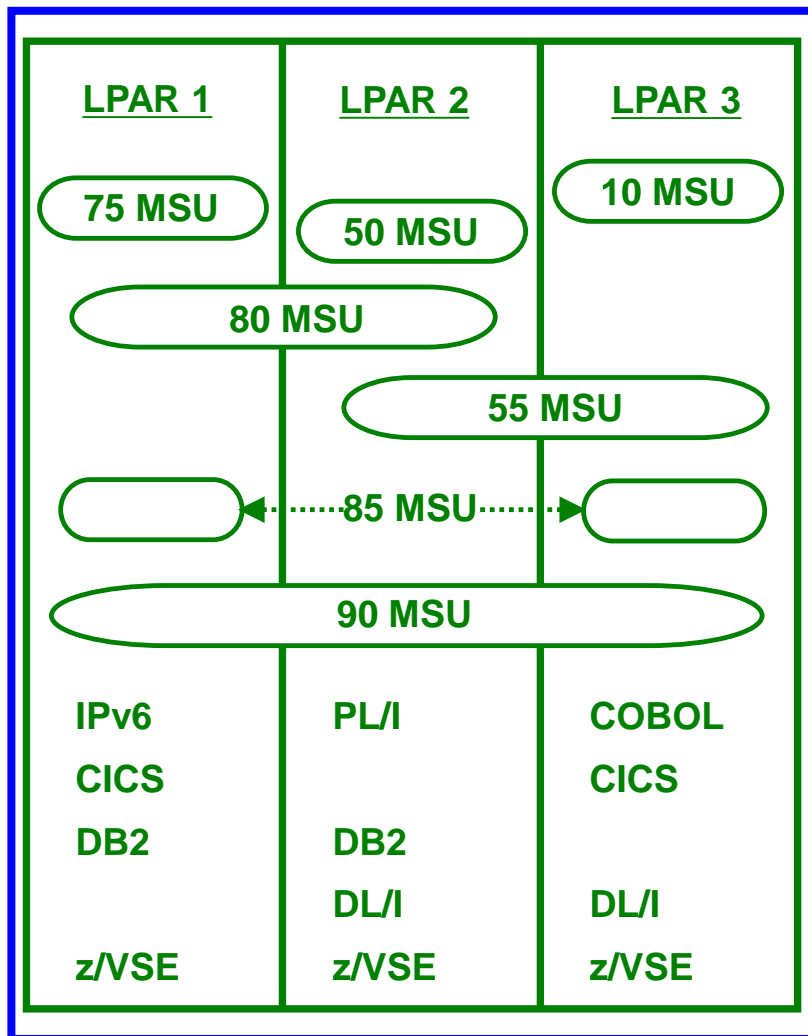 LPAR 1 LPAR 2 LPAR 3
75 MSU 50 MSU 10 MSU
80 MSU
55 MSU
85 MSU
90 MSU
IPv6 PL/I COBOL
CICS CICS
DB2 DB2
DL/I DL/I
z/VSE z/VSE z/VSE